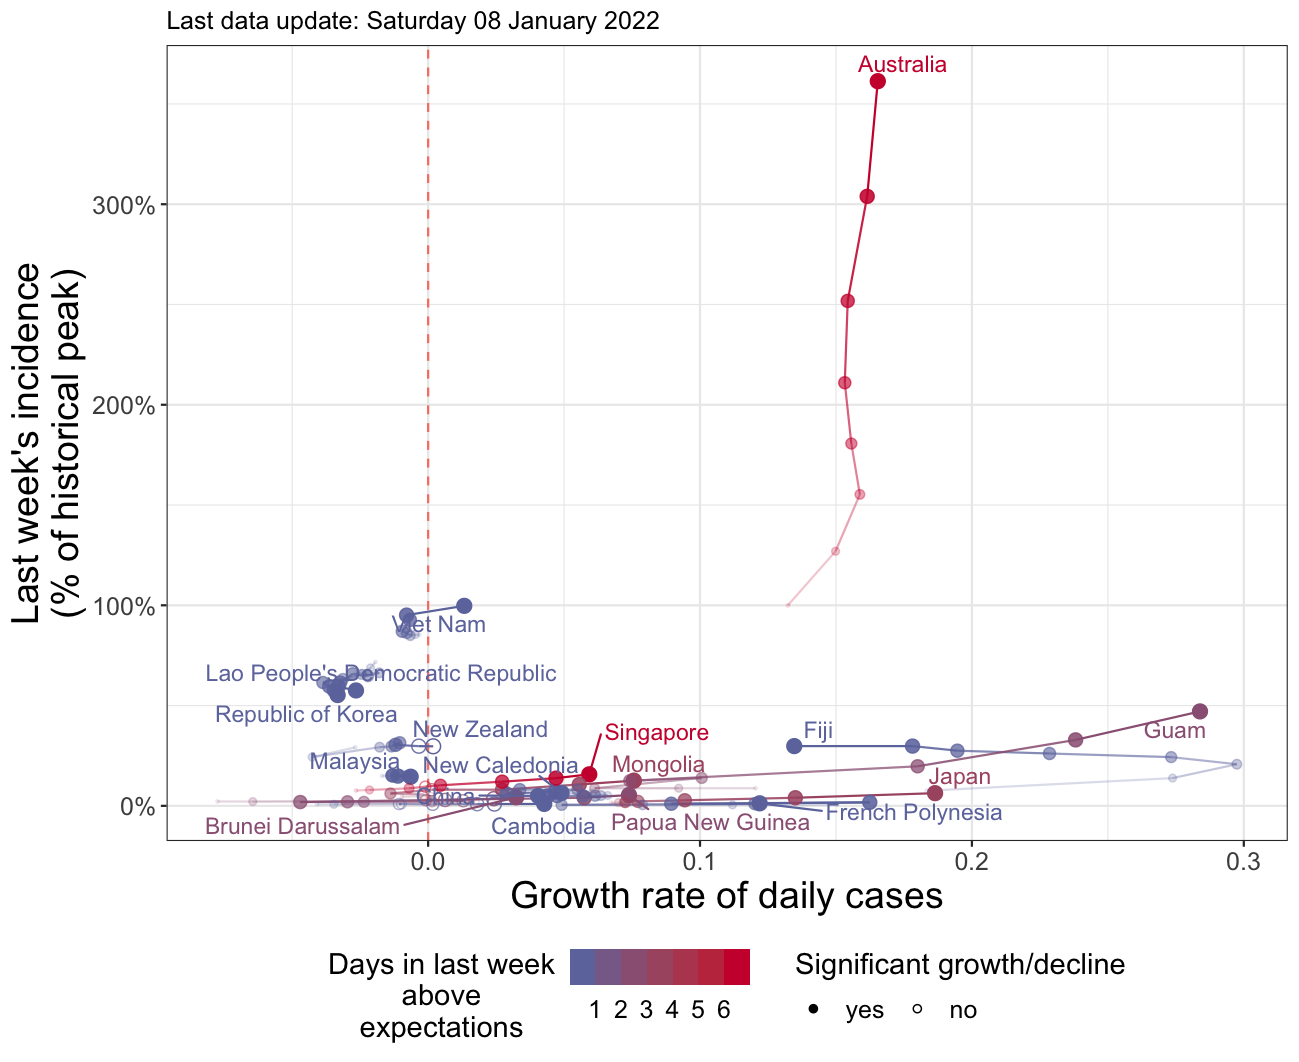 Last data update: Saturday 08 January 2022
Australia
300%
200%
100%
0%
Last week's incidence
(% of historical peak)
Viet Nam
Lao People's Democratic Republic
Republic of Korea
New Zealand
Singapore
Fiji
Guam
Malaysia
New Caledonia
Mongolia
Japan
China
Brunei Darussalam
Cambodia
Papua New Guinea
French Polynesia
0.0
0.1
0.2
0.3
Growth rate of daily cases
Days in last week
above
expectations
1 2 3 4 5 6
Significant growth/decline
yes
no